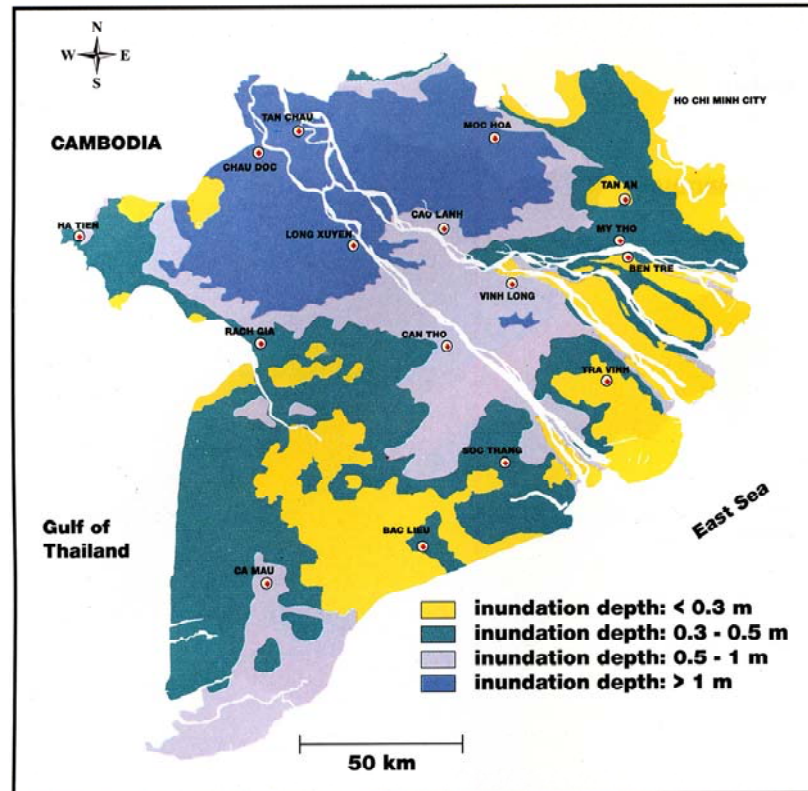 N
W E
S
HO CHI MINH CITY
TAN CHAU
MOC HOA
CAMBODIA
CHAU DOC
TAN AN
HA TIEN
CAO LANH
MY THO
LONG XUYEN
BEN TRE
VINH LONG
RACH GIA
CAN THO
TRA VINH
SOC TRANG
East Sea
Gulf of
Thailand
BAC LIEU
CA MAU
inundation depth: < 0.3 m
inundation depth: 0.3 - 0.5 m
inundation depth: 0.5 - 1 m
inundation depth: > 1 m
50 km